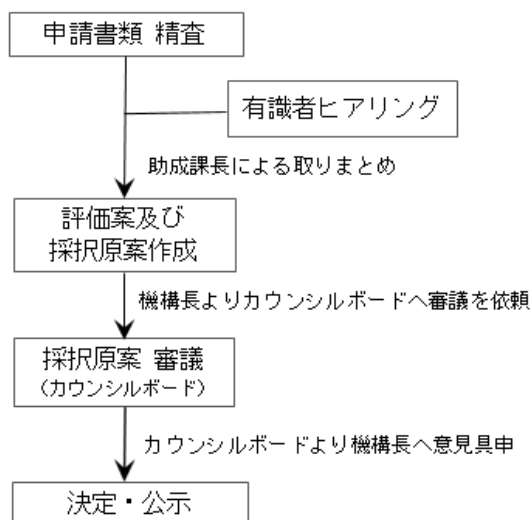 申請書類 精査
有識者ヒアリング
助成課長による取りまとめ
評価案及び
採択原案作成
機構長よりカウンシルボードへ審議を依頼
採択原案 審議
(カウンシルボード)
カウンシルボードより機構長へ意見具申
決定・公示